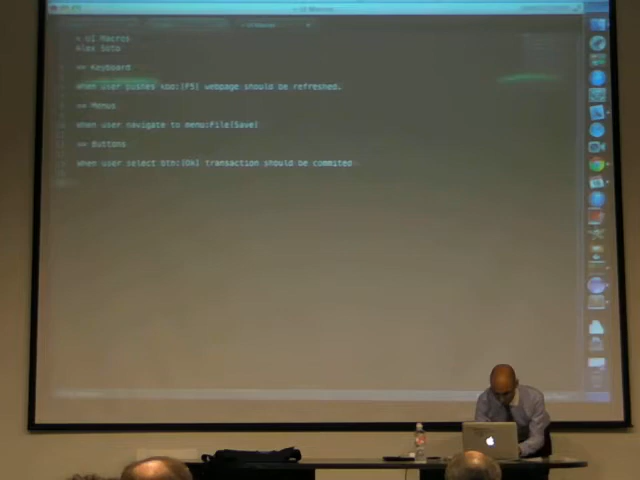 = UI Macros
Alex Soto
== Keyboard
When user pushes kbd:[F5] webpage should be refreshed.
== Menus
When user navigate to menu:File[Save]
== Buttons
When user select btn:[Ok] transaction should be commited